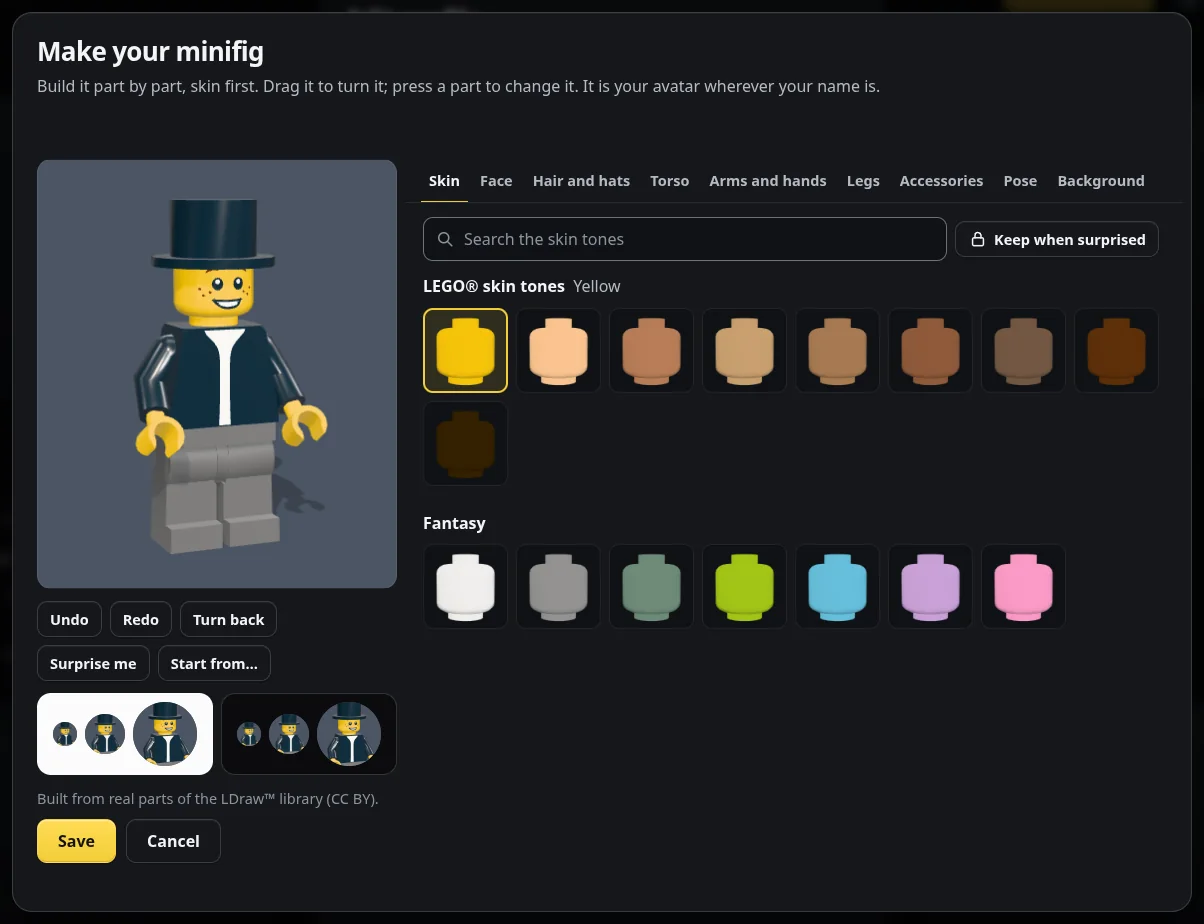 Make your minifig
Build it part by part, skin first. Drag it to turn it; press a part to change it. It is your avatar wherever your name is.
Skin Face Hair and hats Torso Arms and hands Legs Accessories Pose Background
Search the skin tones
Keep when surprised
LEGO® skin tones Yellow
Fantasy
Undo Redo Turn back
Surprise me Start from...
Built from real parts of the LDraw™ library (CC BY).
Save Cancel